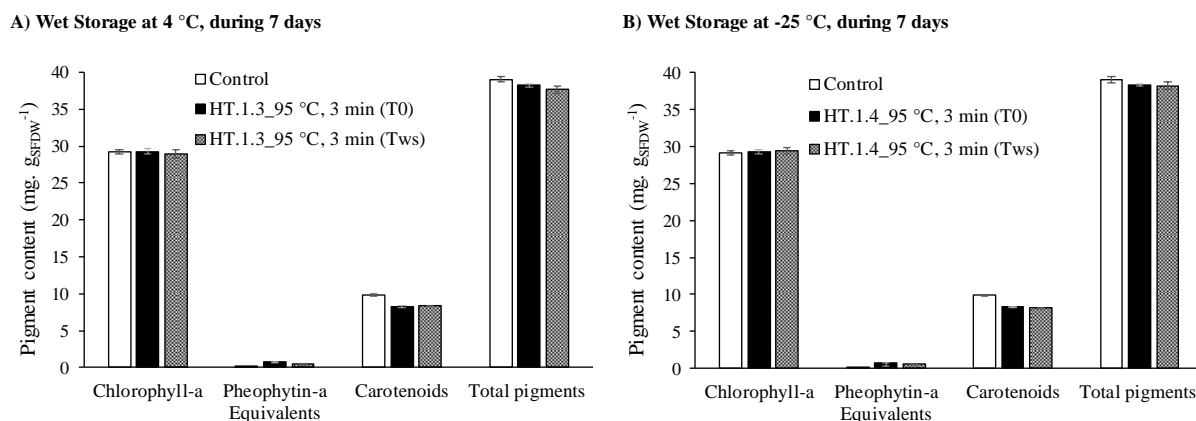 A) Wet Storage at 4 °C, during 7 days
Pigment content (mg. gSFDW-1)
40
35
30
25
20
15
10
5
0
Control
HT.1.3_95 °C, 3 min (T0)
HT.1.3_95 °C, 3 min (Tws)
Chlorophyll-a Pheophytin-a Carotenoids Total pigments
Equivalents
B) Wet Storage at -25 °C, during 7 days
Pigment content (mg. gSFDW-1)
40
35
30
25
20
15
10
5
0
Control
HT.1.4_95 °C, 3 min (T0)
HT.1.4_95 °C, 3 min (Tws)
Chlorophyll-a Pheophytin-a Carotenoids Total pigments
Equivalents